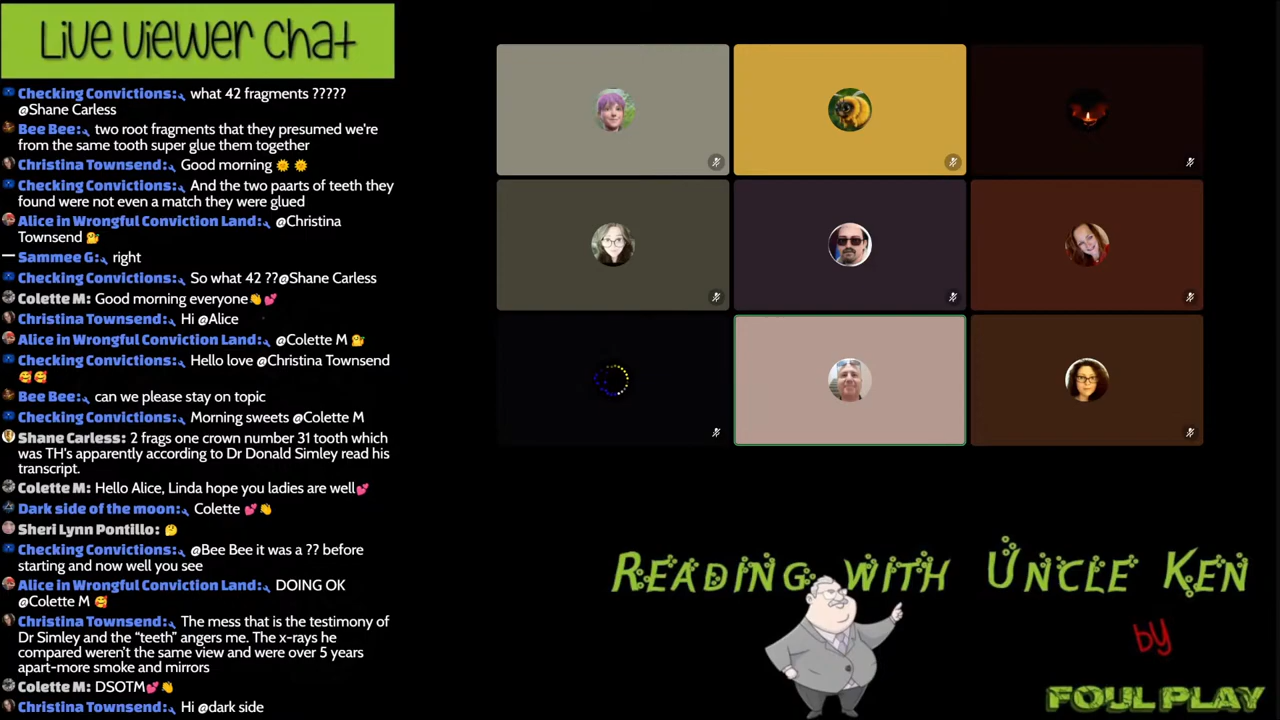 Live Viewer Chat
Checking Convictions: what 42 fragments ?????
@Shane Carless
Bee Bee: two root fragments that they presumed we're
from the same tooth super glue them together
Christina Townsend: Good morning 🌞 🌞
Checking Convictions: And the two paarts of teeth they
found were not even a match they were glued
Alice in Wrongful Conviction Land: @Christina
Townsend
Sammee G: right
Checking Convictions: So what 42 ??@Shane Carless
Colette M: Good morning everyone👋💕
Christina Townsend: Hi @Alice
Alice in Wrongful Conviction Land: @Colette M
Checking Convictions: Hello love @Christina Townsend
🥰🥰
Bee Bee: can we please stay on topic
Checking Convictions: Morning sweets @Colette M
Shane Carless: 2 frags one crown number 31 tooth which
was TH's apparently according to Dr Donald Simley read his
transcript.
Colette M: Hello Alice, Linda hope you ladies are well💕
Dark side of the moon: Colette 💕👋
Sheri Lynn Pontillo: 🤔
Checking Convictions: @Bee Bee it was a ?? before
starting and now well you see
Alice in Wrongful Conviction Land: DOING OK
@Colette M 🥰
Christina Townsend: The mess that is the testimony of
Dr Simley and the “teeth” angers me. The x-rays he
compared weren’t the same view and were over 5 years
apart-more smoke and mirrors
Colette M: DSOTM💕👋
Christina Townsend: Hi @dark side
Reading with Uncle Ken
by
FOUL PLAY